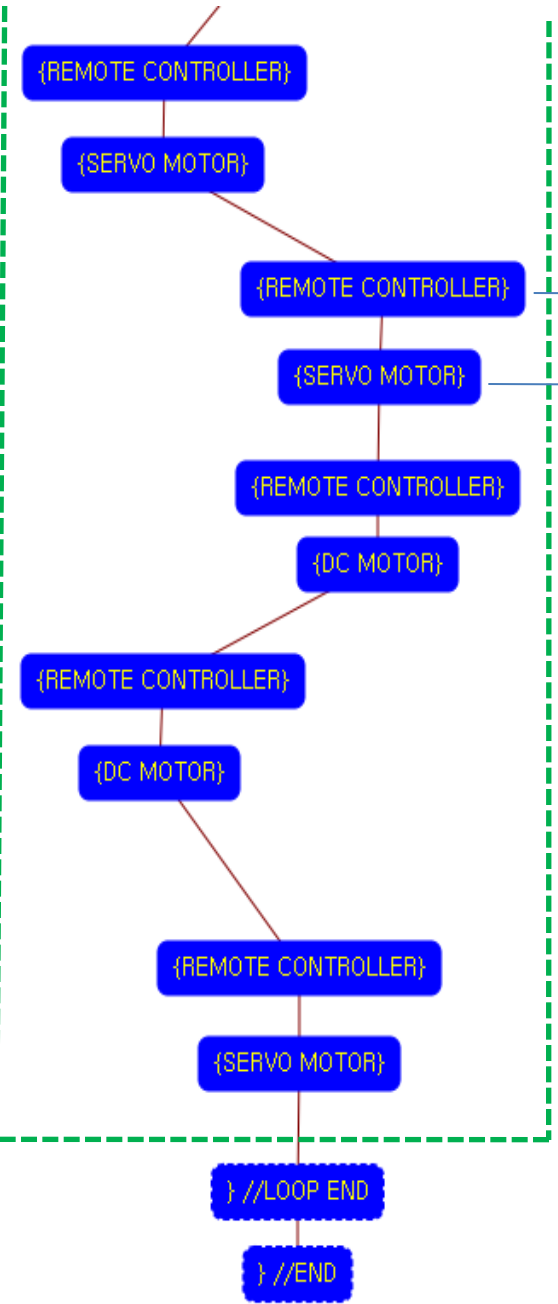 {REMOTE CONTROLLER}
{SERVO MOTOR}
{REMOTE CONTROLLER}
{SERVO MOTOR}
{REMOTE CONTROLLER}
{DC MOTOR}
{REMOTE CONTROLLER}
{DC MOTOR}
{REMOTE CONTROLLER}
{SERVO MOTOR}
} //LOOP END
} //END